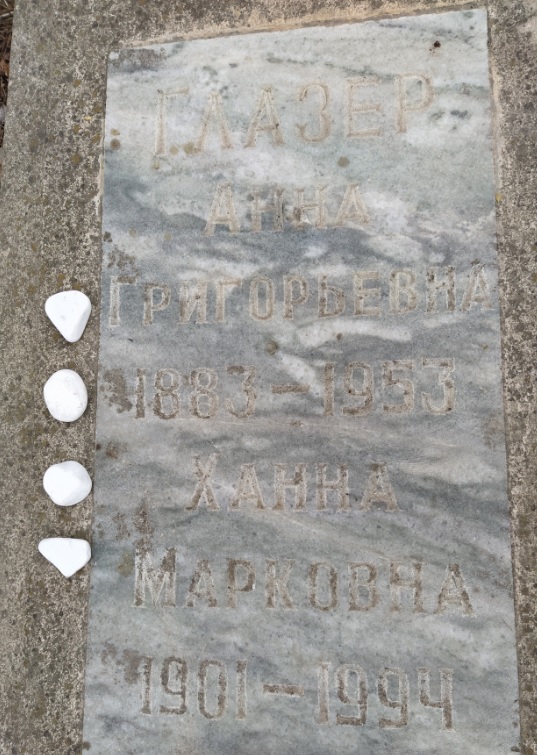 ГЛАЗЕР
АННА
ГРИГОРЬЕВНА
1883-1953
ХАННА
МАРКОВНА
1901-1994